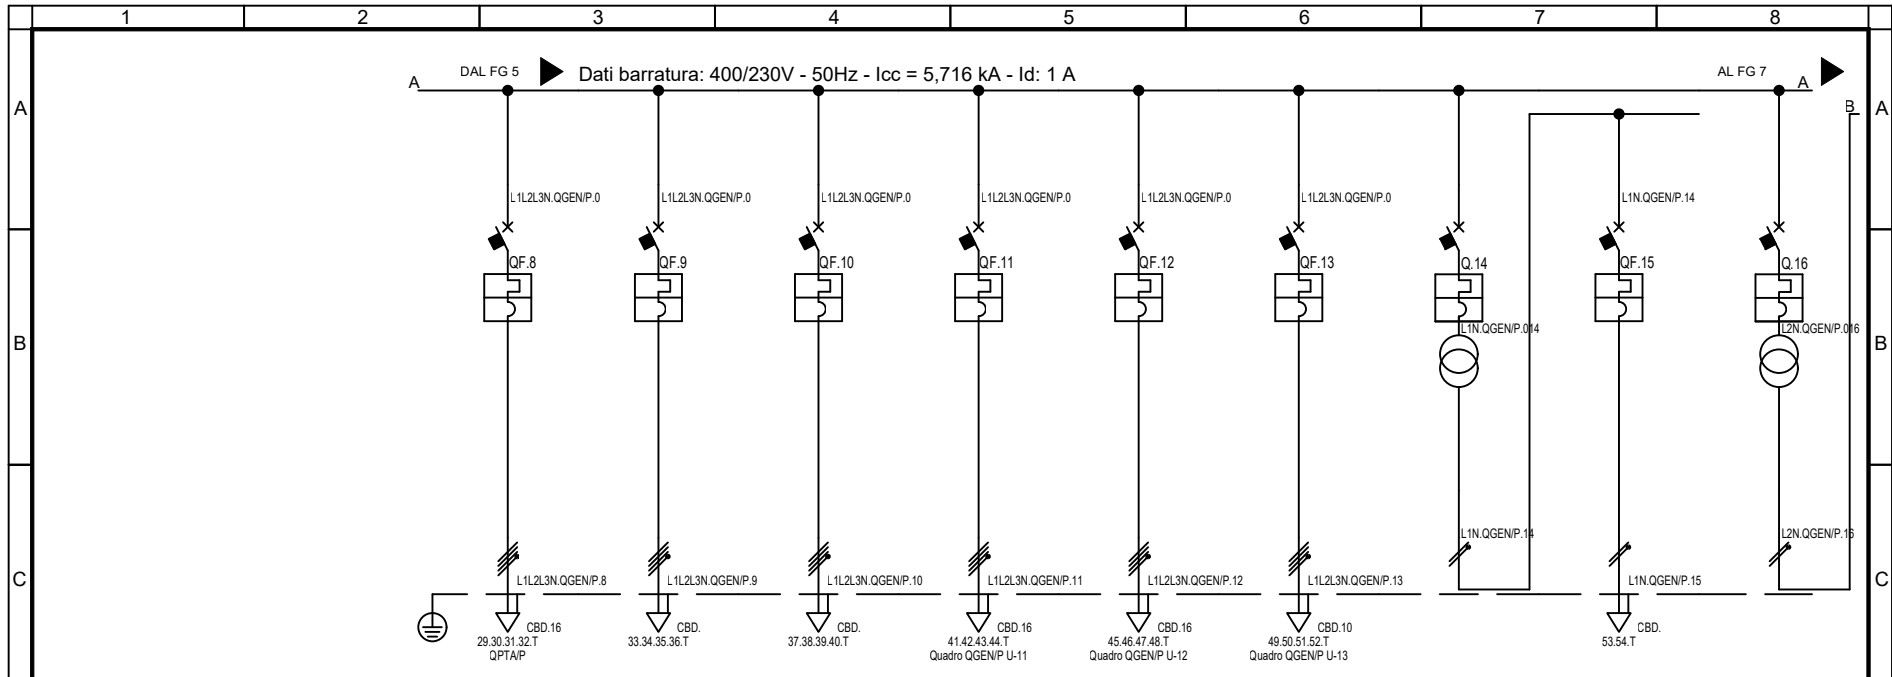 1 2 3 4 5 6 7 8
DAL FG 5 Dati barratura: 400/230V - 50Hz - Icc = 5,716 kA - Id: 1 A AL FG 7
A A
A B A
L1L2L3N.QGEN/P.0 L1L2L3N.QGEN/P.0 L1L2L3N.QGEN/P.0 L1L2L3N.QGEN/P.0 L1L2L3N.QGEN/P.0 L1L2L3N.QGEN/P.0 L1N.QGEN/P.14
QF.8 QF.9 QF.10 QF.11 QF.12 QF.13 Q.14 QF.15 Q.16
L1N.QGEN/P.014 L2N.QGEN/P.016
B B
L1N.QGEN/P.14 L2N.QGEN/P.16
C L1L2L3N.QGEN/P.8 L1L2L3N.QGEN/P.9 L1L2L3N.QGEN/P.10 L1L2L3N.QGEN/P.11 L1L2L3N.QGEN/P.12 L1L2L3N.QGEN/P.13 L1N.QGEN/P.15 C
CBD.16 CBD. CBD. CBD.16 CBD.16 CBD.10 CBD.
29.30.31.32.T 33.34.35.36.T 37.38.39.40.T 41.42.43.44.T 45.46.47.48.T 49.50.51.52.T 53.54.T
QPTA/P Quadro QGEN/P U-11 Quadro QGEN/P U-12 Quadro QGEN/P U-13